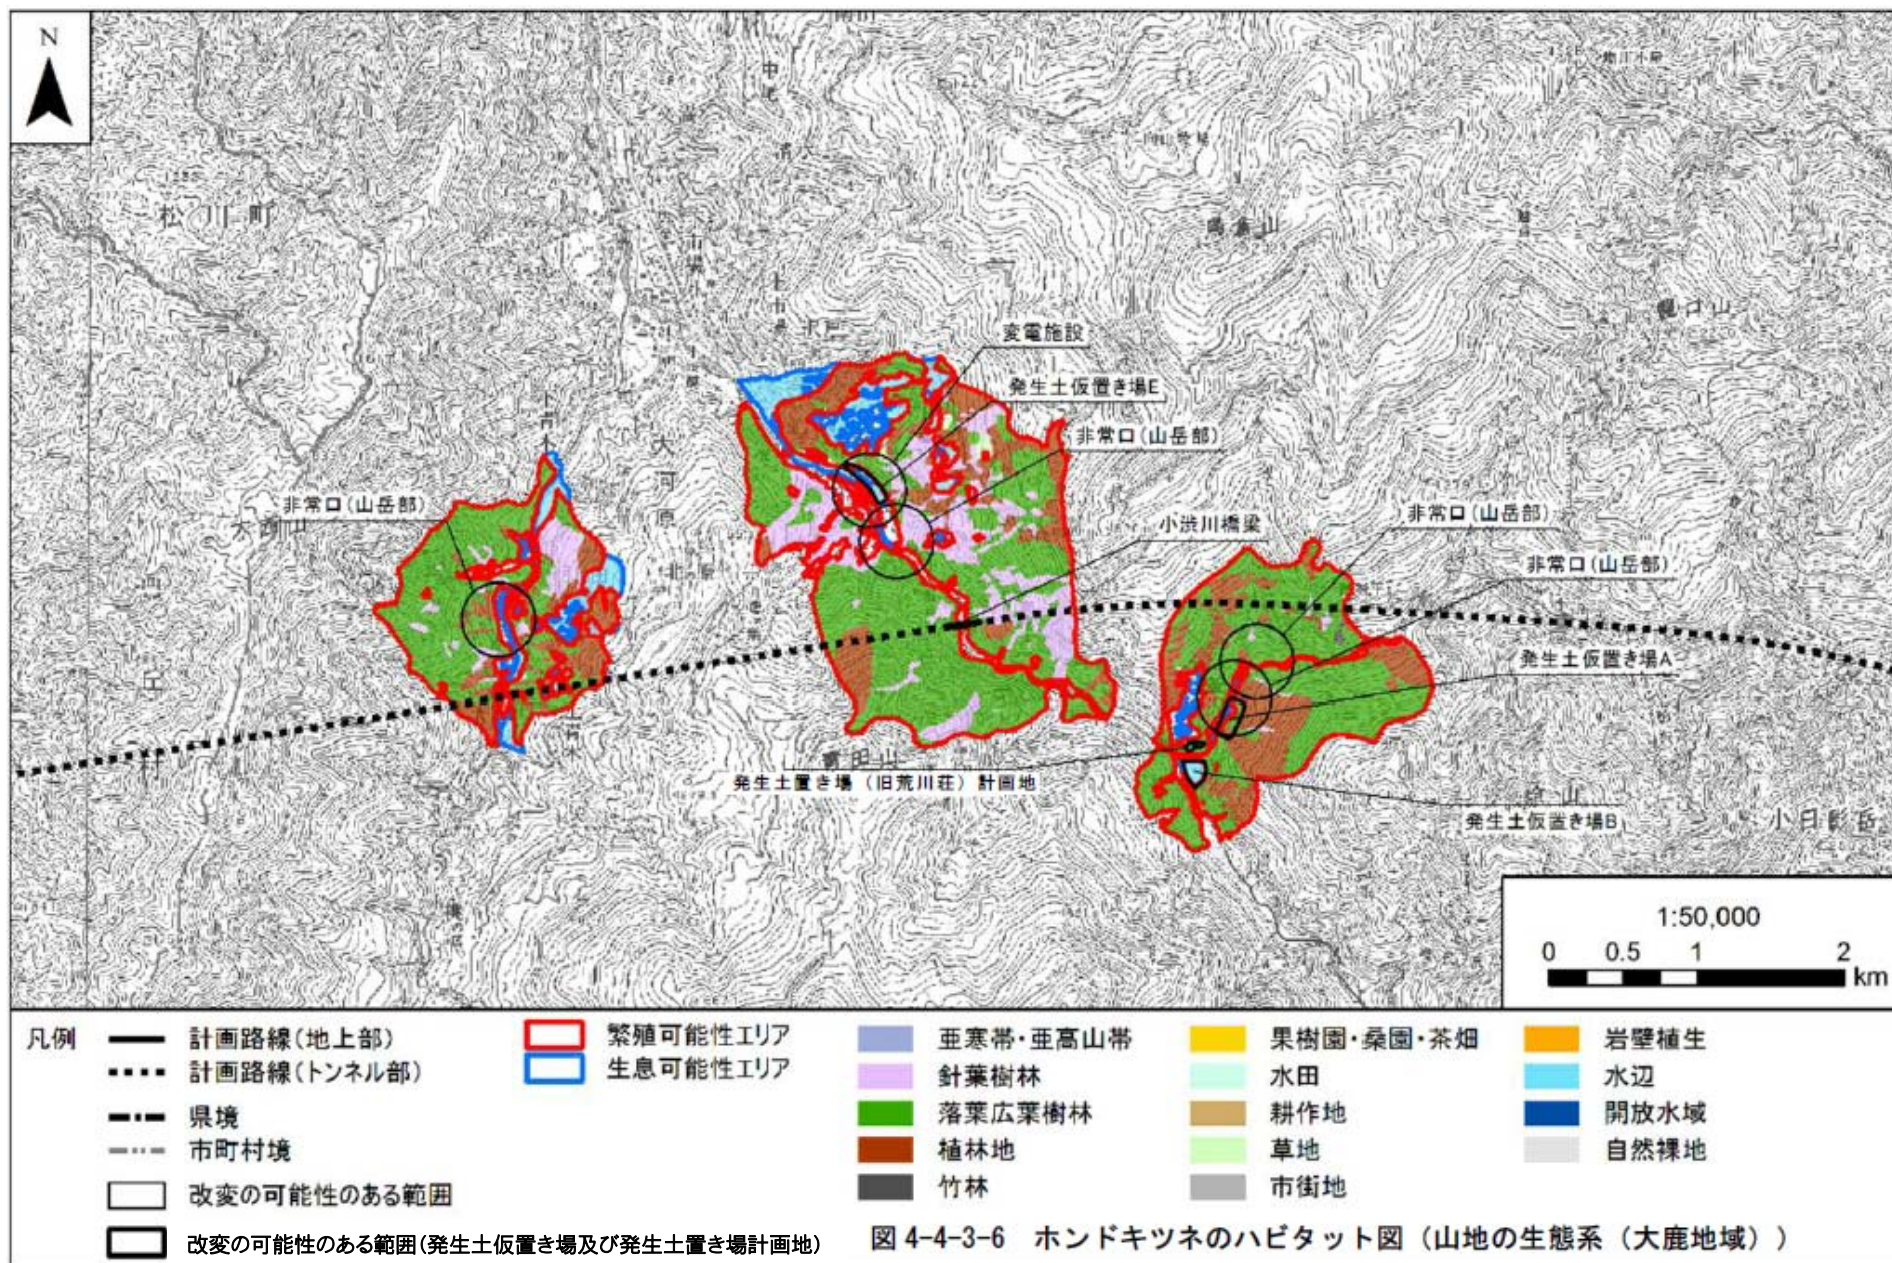 N
松川町
大河原
変電施設
発生土仮置き場E
非常口(山岳部)
小渋川橋梁
非常口(山岳部)
非常口(山岳部)
非常口(山岳部)
発生土仮置き場A
発生土置き場（旧荒川荘）計画地
発生土仮置き場B
小日影岳
1:50,000
0 0.5 1 2
km
凡例
計画路線(地上部)
計画路線(トンネル部)
県境
市町村境
改変の可能性のある範囲
改変の可能性のある範囲(発生土仮置き場及び発生土置き場計画地)
繁殖可能性エリア
生息可能性エリア
亜寒帯・亜高山帯
針葉樹林
落葉広葉樹林
植林地
竹林
果樹園・桑園・茶畑
水田
耕作地
草地
市街地
岩壁植生
水辺
開放水域
自然裸地
図 4-4-3-6 ホンドキツネのハビタット図（山地の生態系（大鹿地域））